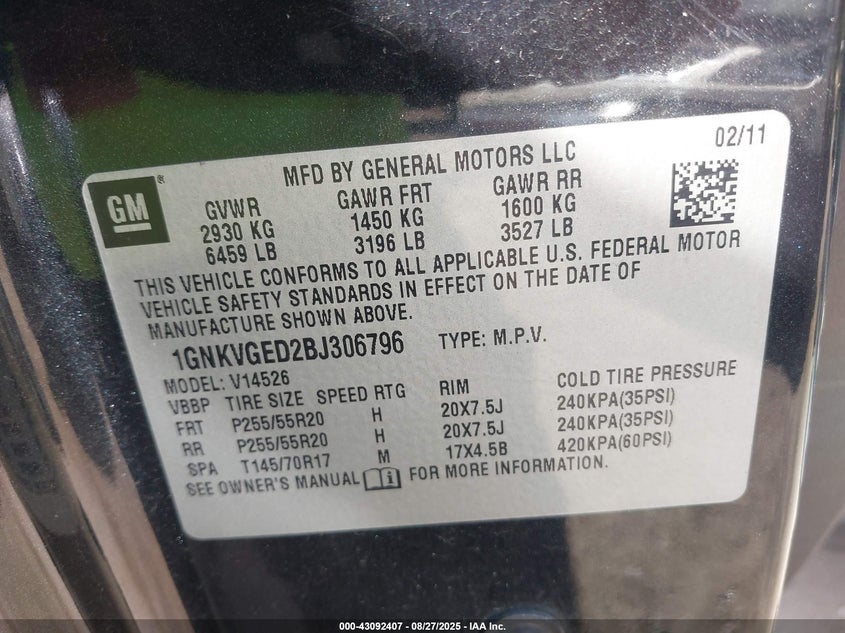 02/11
MFD BY GENERAL MOTORS LLC
GM®
GVWR GAWR FRT GAWR RR
2930 KG 1450 KG 1600 KG
6459 LB 3196 LB 3527 LB
THIS VEHICLE CONFORMS TO ALL APPLICABLE U.S. FEDERAL MOTOR
VEHICLE SAFETY STANDARDS IN EFFECT ON THE DATE OF
MANUFACTURE SHOWN ABOVE.
1GNKVGED2BJ306796 TYPE: M.P.V.
MODEL: V14526
VBBP TIRE SIZE SPEED RTG RIM COLD TIRE PRESSURE
FRT P255/55R20 H 20X7.5J 240KPA(35PSI)
RR P255/55R20 H 20X7.5J 240KPA(35PSI)
SPA T145/70R17 M 17X4.5B 420KPA(60PSI)
SEE OWNER'S MANUAL i FOR MORE INFORMATION.
000-43092407 - 08/27/2025 - IAA Inc.